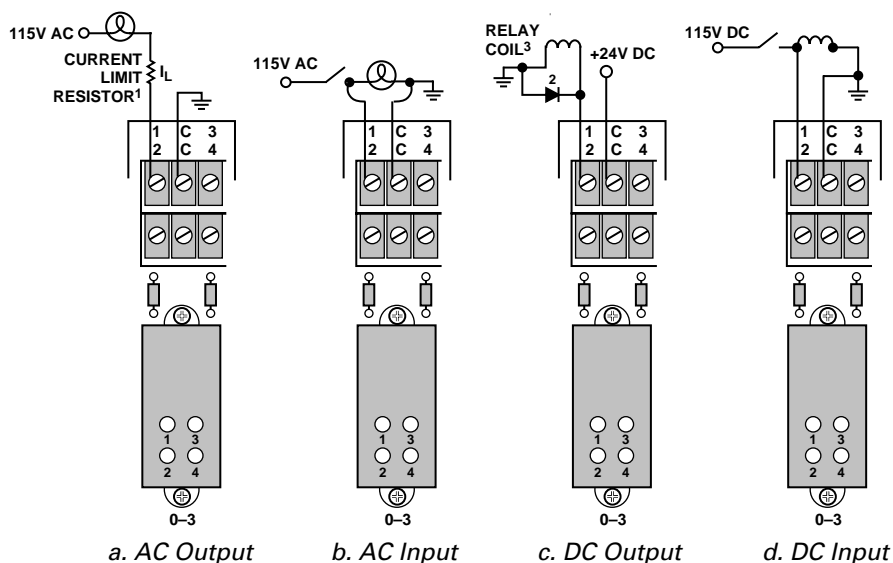 115V AC
CURRENT
LIMIT
RESISTOR¹
I_L
1 C 3
2 C 4
1 3
2 4
0–3
a. AC Output
115V AC
1 C 3
2 C 4
1 3
2 4
0–3
b. AC Input
RELAY
COIL³
+24V DC
2
1 C 3
2 C 4
1 3
2 4
0–3
c. DC Output
115V DC
1 C 3
2 C 4
1 3
2 4
0–3
d. DC Input